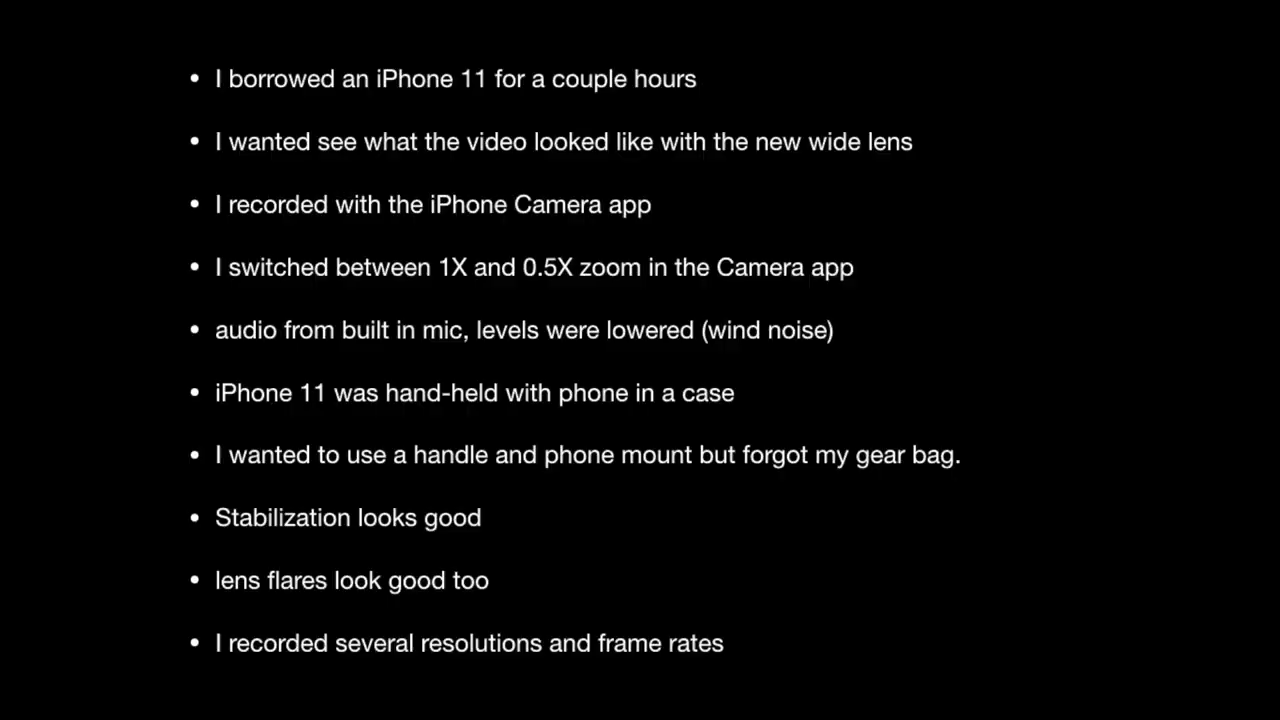 • I borrowed an iPhone 11 for a couple hours
• I wanted see what the video looked like with the new wide lens
• I recorded with the iPhone Camera app
• I switched between 1X and 0.5X zoom in the Camera app
• audio from built in mic, levels were lowered (wind noise)
• iPhone 11 was hand-held with phone in a case
• I wanted to use a handle and phone mount but forgot my gear bag.
• Stabilization looks good
• lens flares look good too
• I recorded several resolutions and frame rates